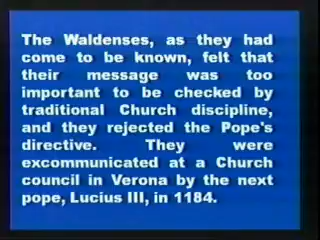 The Waldenses, as they had
come to be known, felt that
their message was too
important to be checked by
traditional Church discipline,
and they rejected the Pope's
directive. They were
excommunicated at a Church
council in Verona by the next
pope, Lucius III, in 1184.